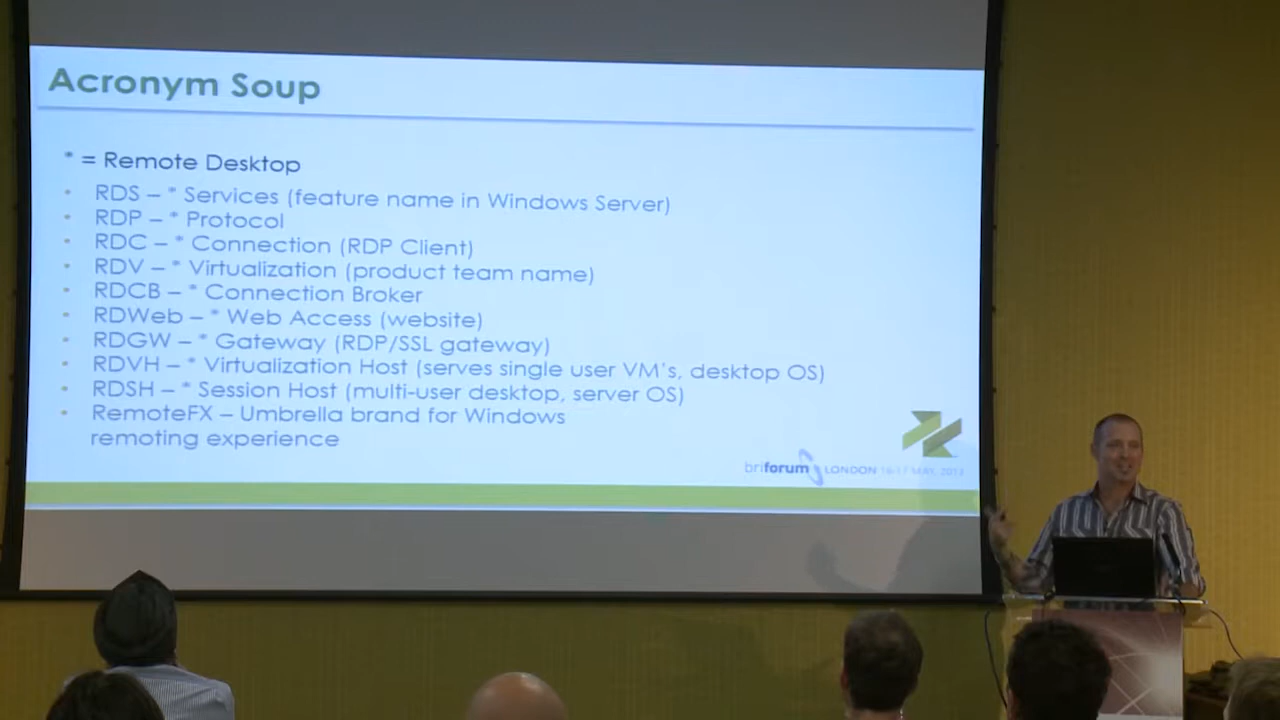 Acronym Soup
* = Remote Desktop
• RDS – * Services (feature name in Windows Server)
• RDP – * Protocol
• RDC – * Connection (RDP Client)
• RDV – * Virtualization (product team name)
• RDCB – * Connection Broker
• RDWeb – * Web Access (website)
• RDGW – * Gateway (RDP/SSL gateway)
• RDVH – * Virtualization Host (serves single user VM's, desktop OS)
• RDSH – * Session Host (multi-user desktop, server OS)
• RemoteFX – Umbrella brand for Windows
remoting experience
briforum LONDON 16-17 MAY,